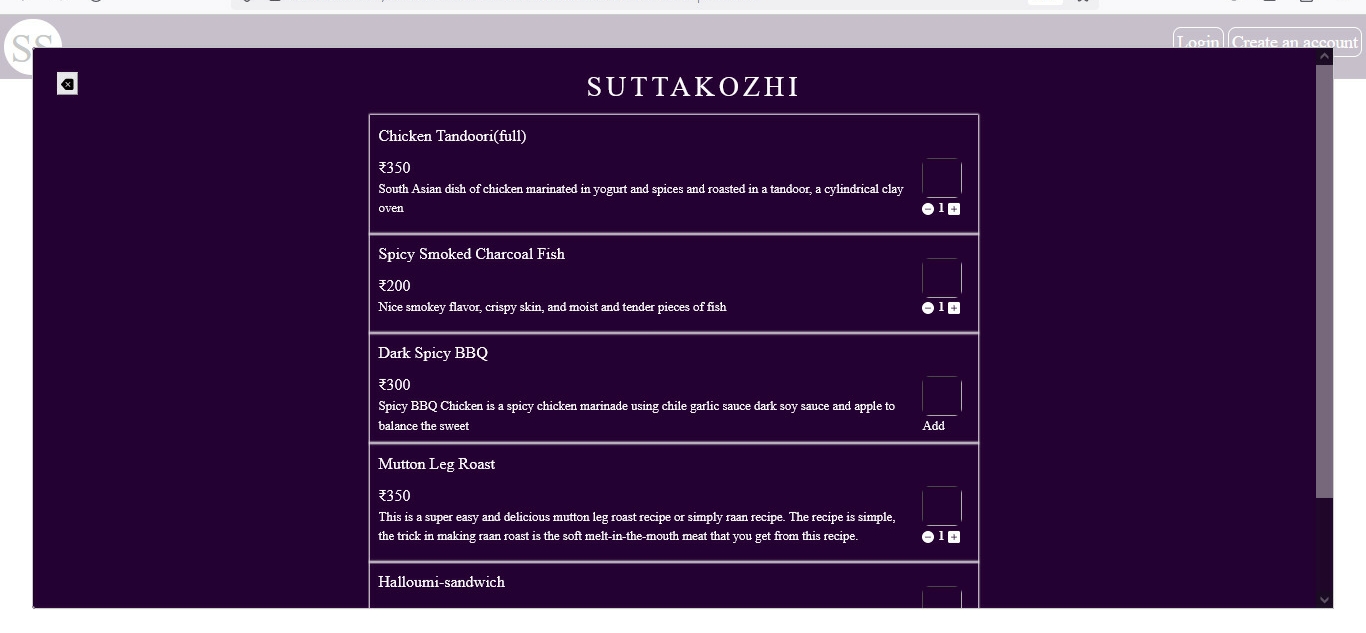 SS
Login Create an account
SUTTAKOZHI
Chicken Tandoori(full)
₹350
South Asian dish of chicken marinated in yogurt and spices and roasted in a tandoor, a cylindrical clay
oven
1
Spicy Smoked Charcoal Fish
₹200
Nice smokey flavor, crispy skin, and moist and tender pieces of fish
1
Dark Spicy BBQ
₹300
Spicy BBQ Chicken is a spicy chicken marinade using chile garlic sauce dark soy sauce and apple to
balance the sweet
Add
Mutton Leg Roast
₹350
This is a super easy and delicious mutton leg roast recipe or simply raan recipe. The recipe is simple,
the trick in making raan roast is the soft melt-in-the-mouth meat that you get from this recipe.
1
Halloumi-sandwich